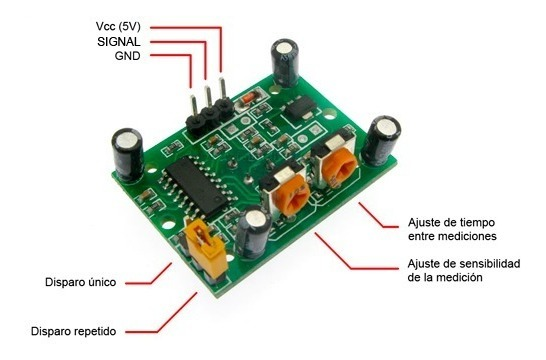 Vcc (5V)
SIGNAL
GND
Ajuste de tiempo
entre mediciones
Ajuste de sensibilidad
de la medición
Disparo único
Disparo repetido